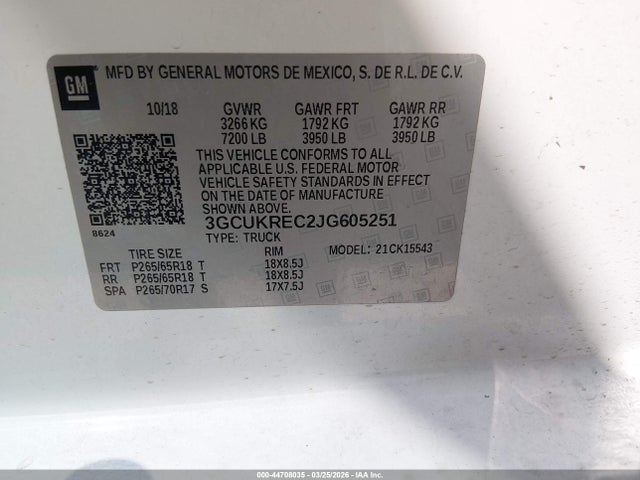 GM
MFD BY GENERAL MOTORS DE MEXICO, S. DE R.L. DE C.V.
10/18 GVWR GAWR FRT GAWR RR
3266 KG 1792 KG 1792 KG
7200 LB 3950 LB 3950 LB
THIS VEHICLE CONFORMS TO ALL
APPLICABLE U.S. FEDERAL MOTOR
VEHICLE SAFETY STANDARDS IN EFFECT
ON THE DATE OF MANUFACTURE
SHOWN ABOVE.
8624 3GCUKREC2JG605251
TYPE: TRUCK MODEL: 21CK15543
TIRE SIZE RIM
FRT P265/65R18 T 18X8.5J
RR P265/65R18 T 18X8.5J
SPA P265/70R17 S 17X7.5J
000-44708035 - 03/25/2026 - COPYRIGHT IAA, LLC